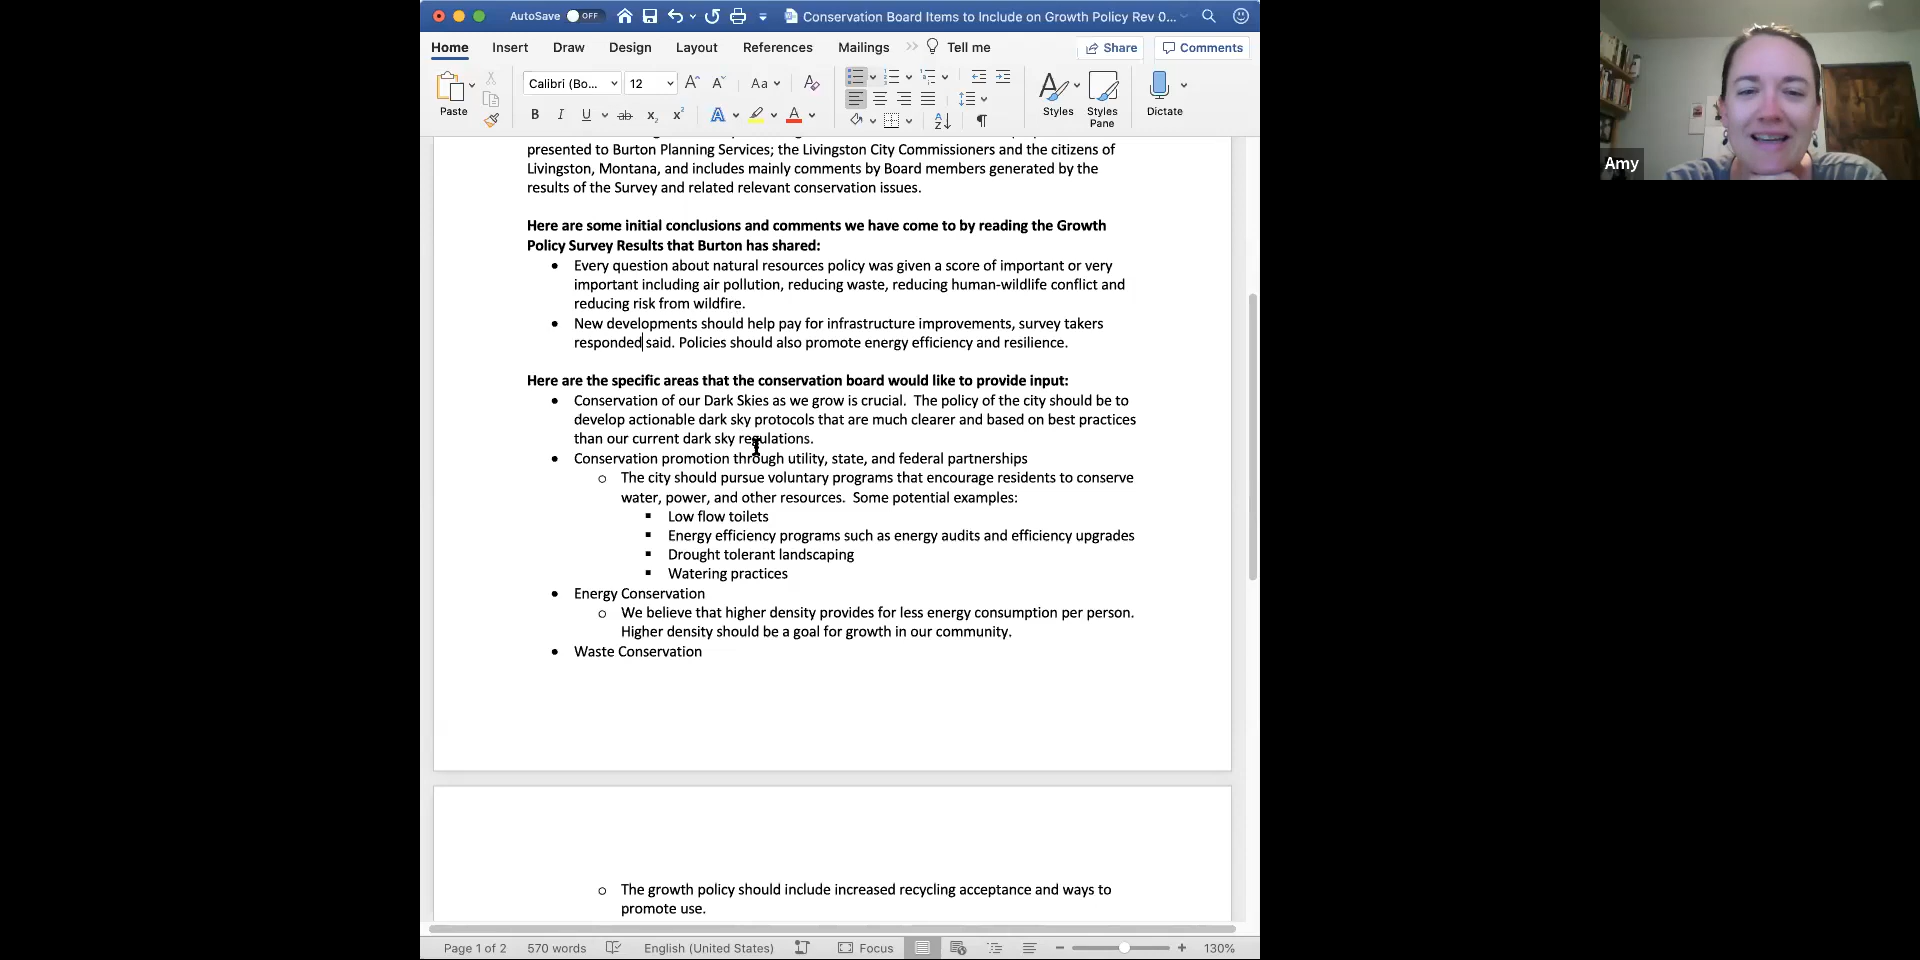 AutoSave OFF
Conservation Board Items to Include on Growth Policy Rev 0...
Home Insert Draw Design Layout References Mailings Tell me Share Comments
Paste
Calibri (Bo... 12
Aa
Styles
Styles Pane
Dictate
presented to Burton Planning Services; the Livingston City Commissioners and the citizens of
Livingston, Montana, and includes mainly comments by Board members generated by the
results of the Survey and related relevant conservation issues.
Here are some initial conclusions and comments we have come to by reading the Growth
Policy Survey Results that Burton has shared:
• Every question about natural resources policy was given a score of important or very
important including air pollution, reducing waste, reducing human-wildlife conflict and
reducing risk from wildfire.
• New developments should help pay for infrastructure improvements, survey takers
responded said. Policies should also promote energy efficiency and resilience.
Here are the specific areas that the conservation board would like to provide input:
• Conservation of our Dark Skies as we grow is crucial.  The policy of the city should be to
develop actionable dark sky protocols that are much clearer and based on best practices
than our current dark sky regulations.
• Conservation promotion through utility, state, and federal partnerships
o The city should pursue voluntary programs that encourage residents to conserve
water, power, and other resources.  Some potential examples:
▪ Low flow toilets
▪ Energy efficiency programs such as energy audits and efficiency upgrades
▪ Drought tolerant landscaping
▪ Watering practices
• Energy Conservation
o We believe that higher density provides for less energy consumption per person.
Higher density should be a goal for growth in our community.
• Waste Conservation
o The growth policy should include increased recycling acceptance and ways to
promote use.
Page 1 of 2 570 words English (United States) Focus 130%
Amy